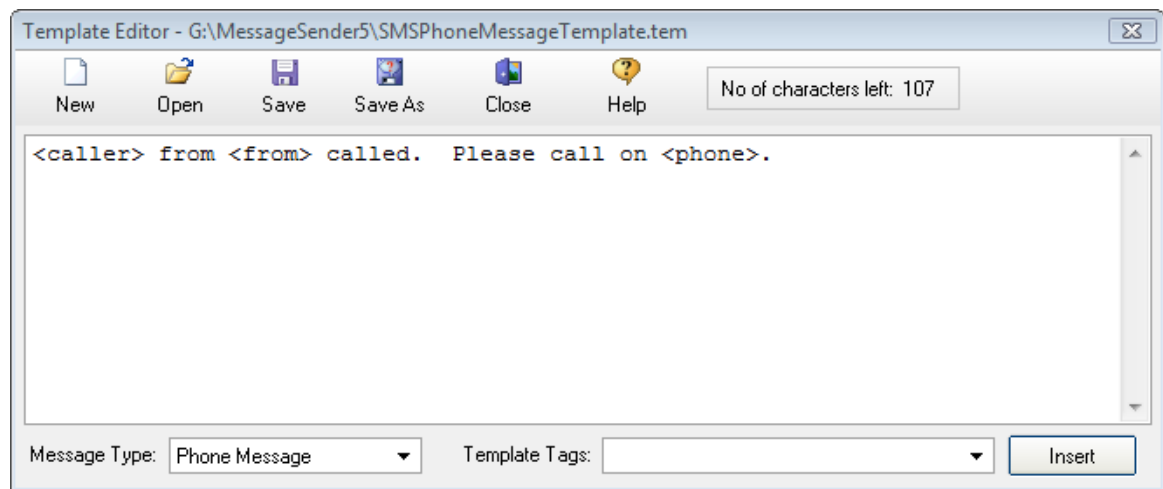 Template Editor - G:\MessageSender5\SMSPhoneMessageTemplate.tem
New Open Save Save As Close Help No of characters left: 107
<caller> from <from> called.  Please call on <phone>.
Message Type: Phone Message Template Tags: Insert